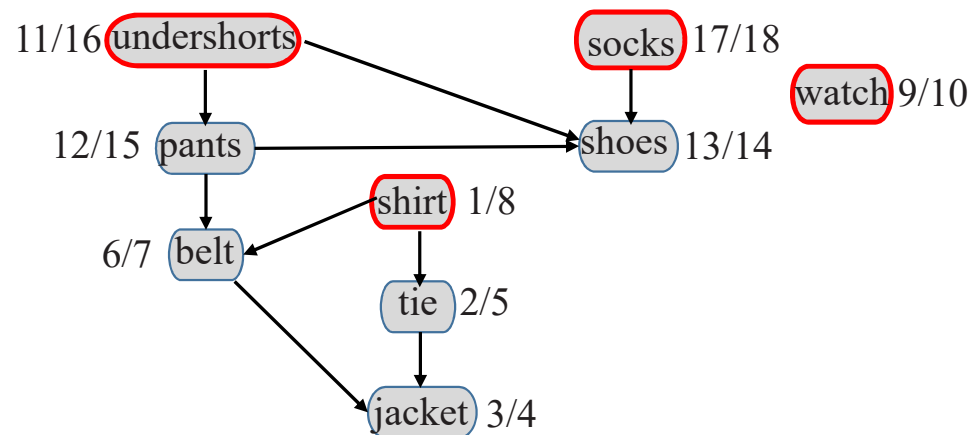 11/16 undershorts
socks 17/18
watch 9/10
12/15 pants
shoes 13/14
shirt 1/8
6/7 belt
tie 2/5
jacket 3/4